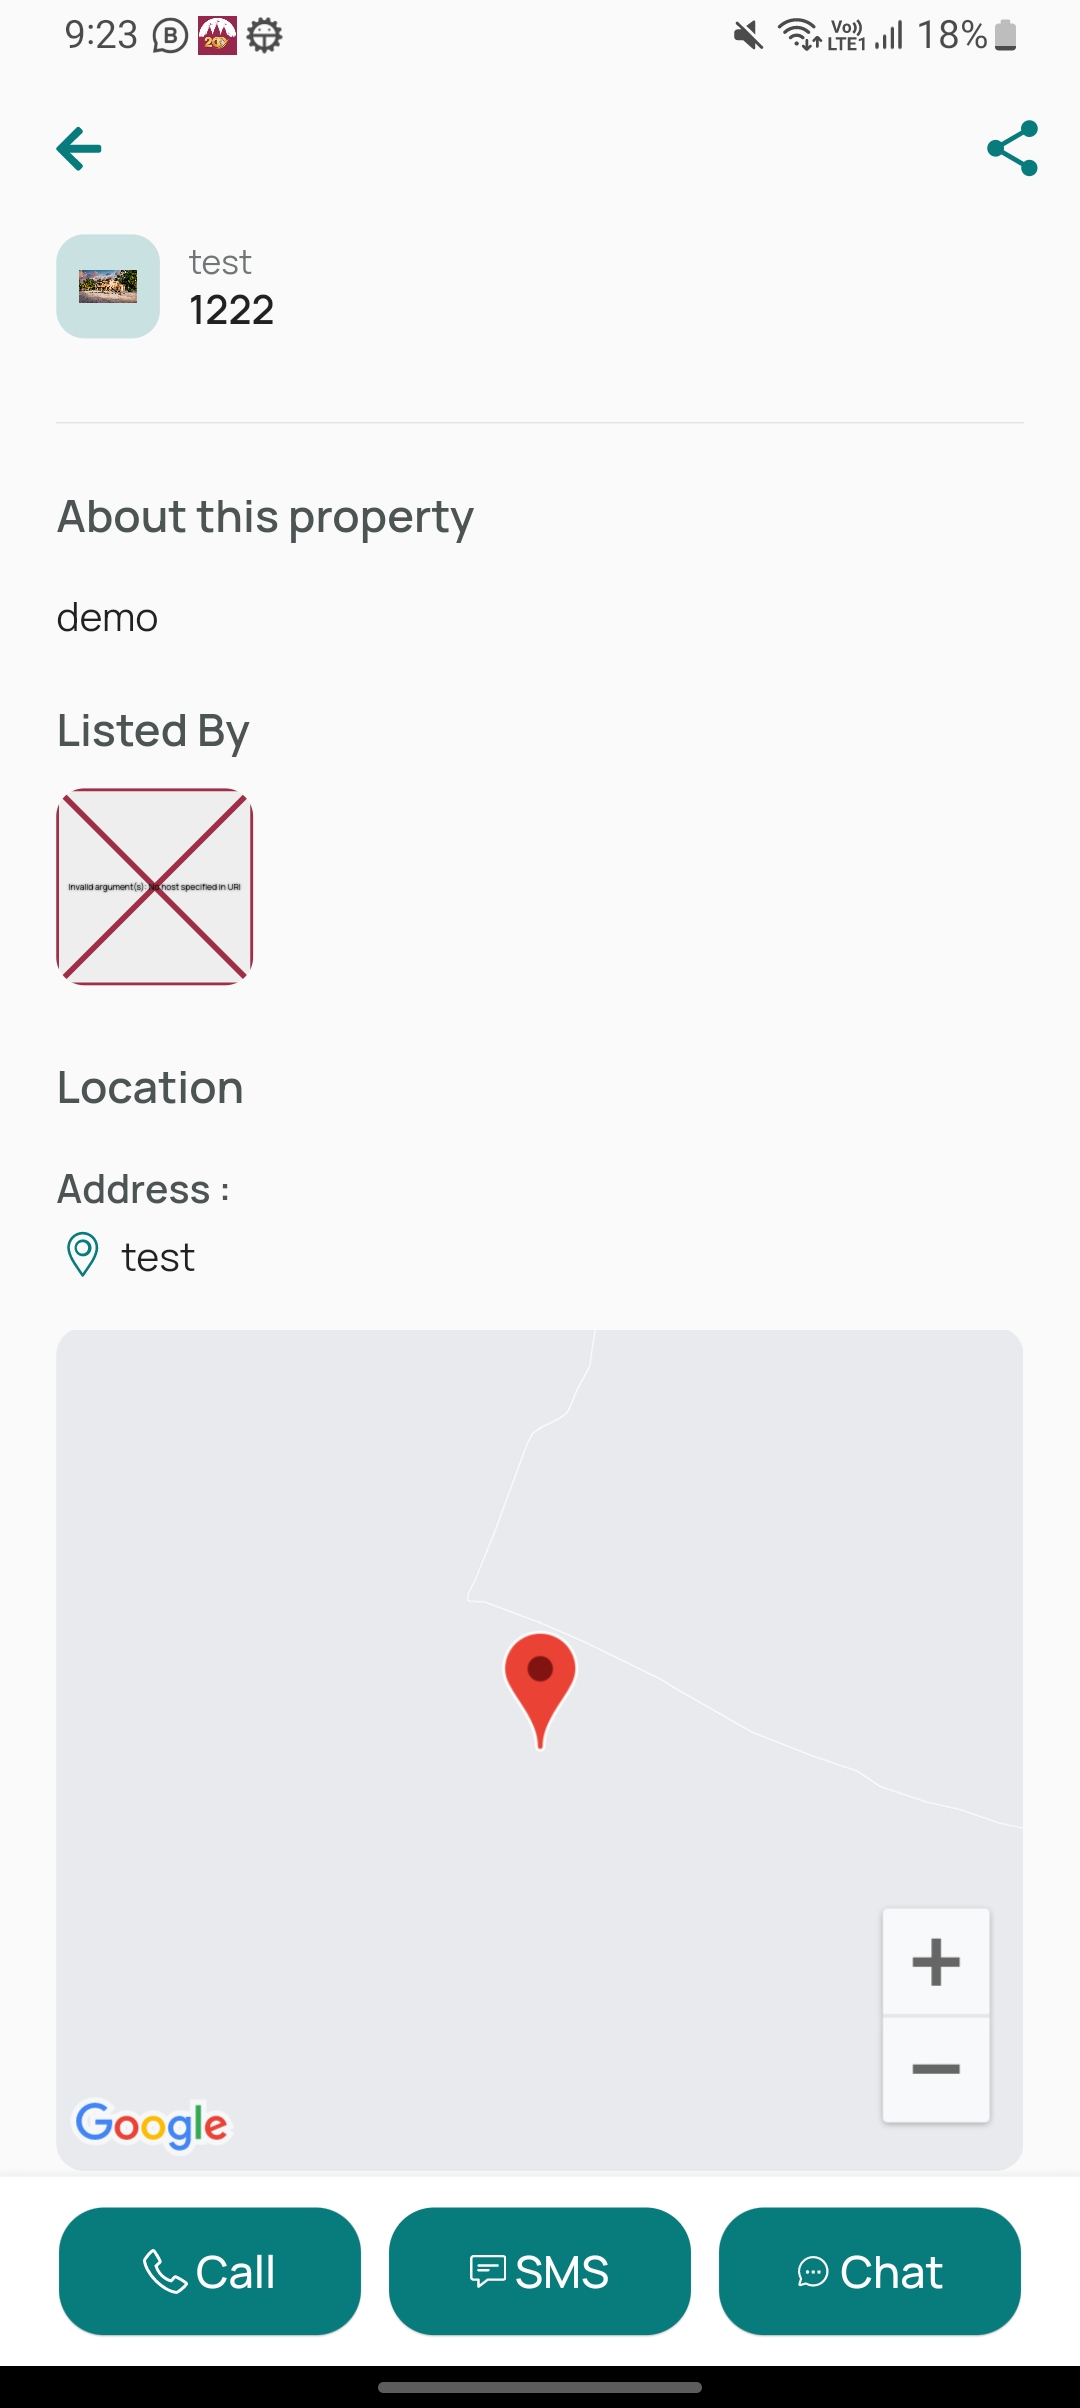 9:23
Vo))
LTE1
18%
test
1222
About this property
demo
Listed By
Invalid argument(s): No host specified in URI
Location
Address :
test
Google
Call
SMS
Chat